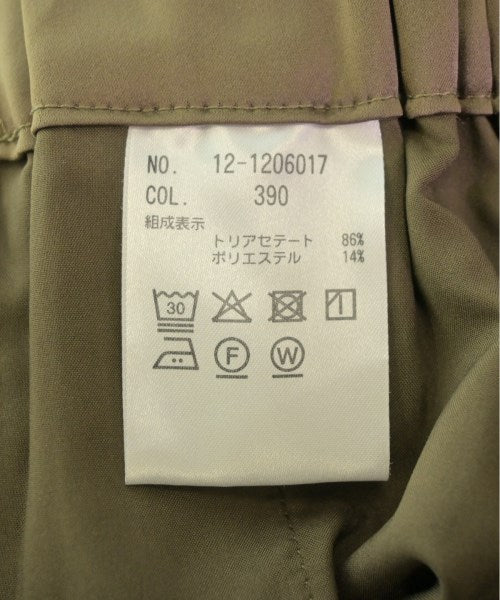 NO. 12-1206017
COL. 390
組成表示
トリアセテート 86%
ポリエステル 14%
30
F W